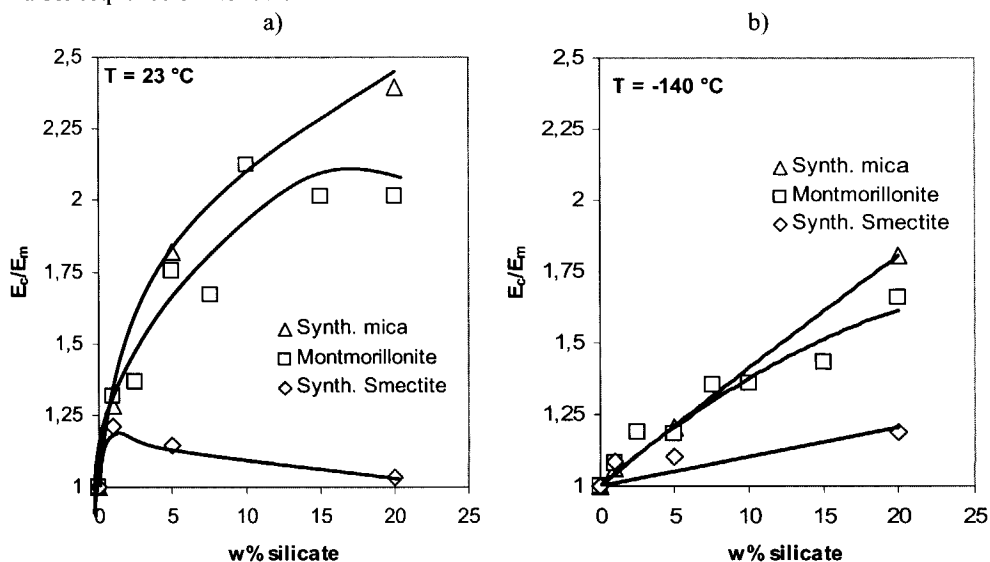 a)
T = 23 °C
2,5
2,25
2
1,75
1,5
1,25
1
Ec/Em
0
5
10
15
20
25
w% silicate
Synth. mica
Montmorillonite
Synth. Smectite
b)
T = -140 °C
2,5
2,25
2
1,75
1,5
1,25
1
Ec/Em
0
5
10
15
20
25
w% silicate
Synth. mica
Montmorillonite
Synth. Smectite